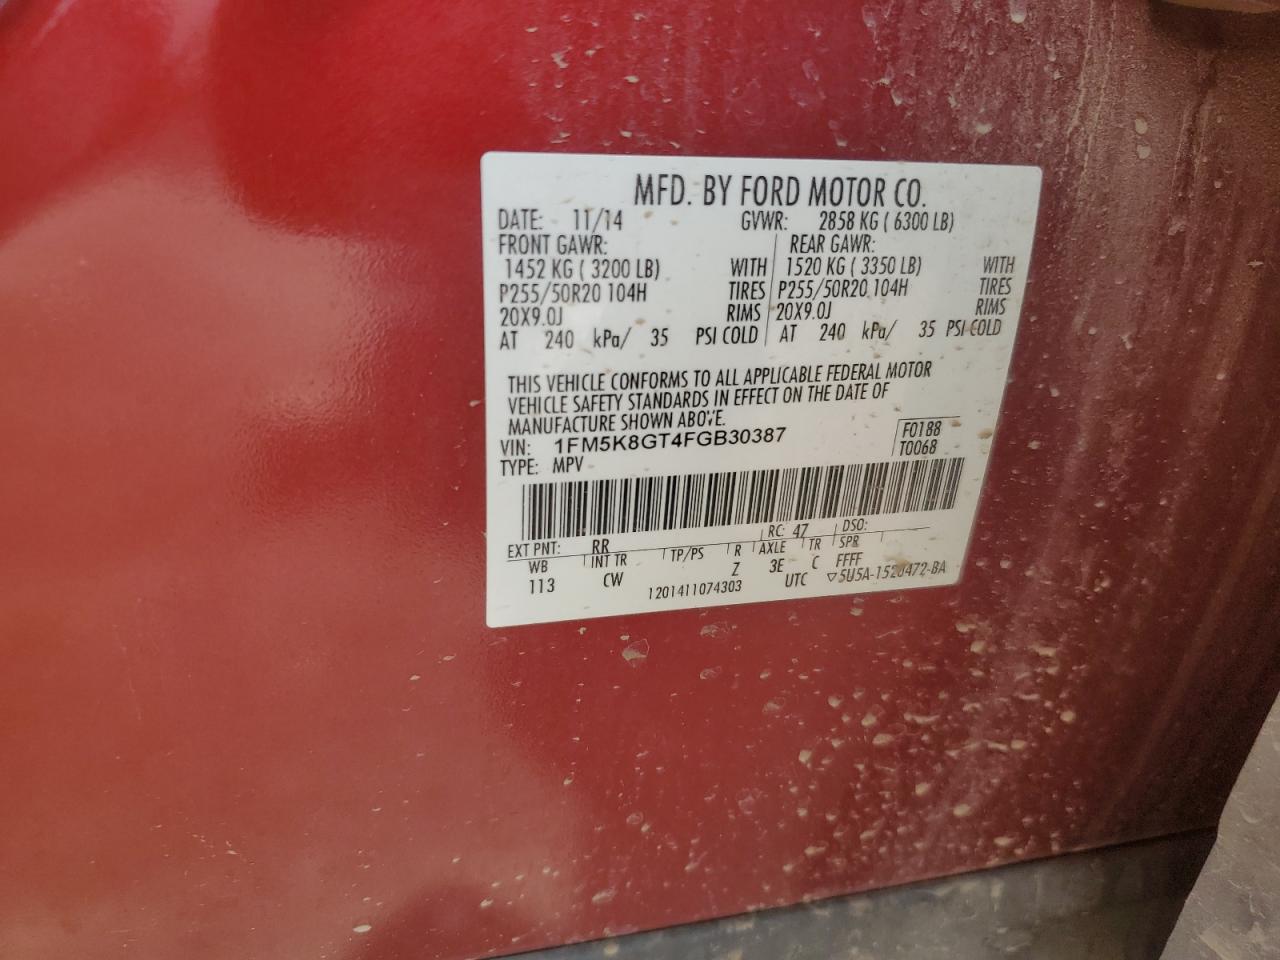 MFD. BY FORD MOTOR CO.
DATE: 11/14 GVWR: 2858 KG ( 6300 LB)
FRONT GAWR: REAR GAWR:
1452 KG ( 3200 LB) WITH 1520 KG ( 3350 LB) WITH
P255/50R20 104H TIRES P255/50R20 104H TIRES
20X9.0J RIMS 20X9.0J RIMS
AT 240 kPa/ 35 PSI COLD AT 240 kPa/ 35 PSI COLD
THIS VEHICLE CONFORMS TO ALL APPLICABLE FEDERAL MOTOR
VEHICLE SAFETY STANDARDS IN EFFECT ON THE DATE OF
MANUFACTURE SHOWN ABOVE.
VIN: 1FM5K8GT4FGB30387 F0188
TYPE: MPV T0068
EXT PNT: RR RC: 47 DSO:
WB INT TR TP/PS R AXLE TR SPR
113 CW Z 3E C FFFF
1201411074303 UTC ▽5U5A-1520472-BA